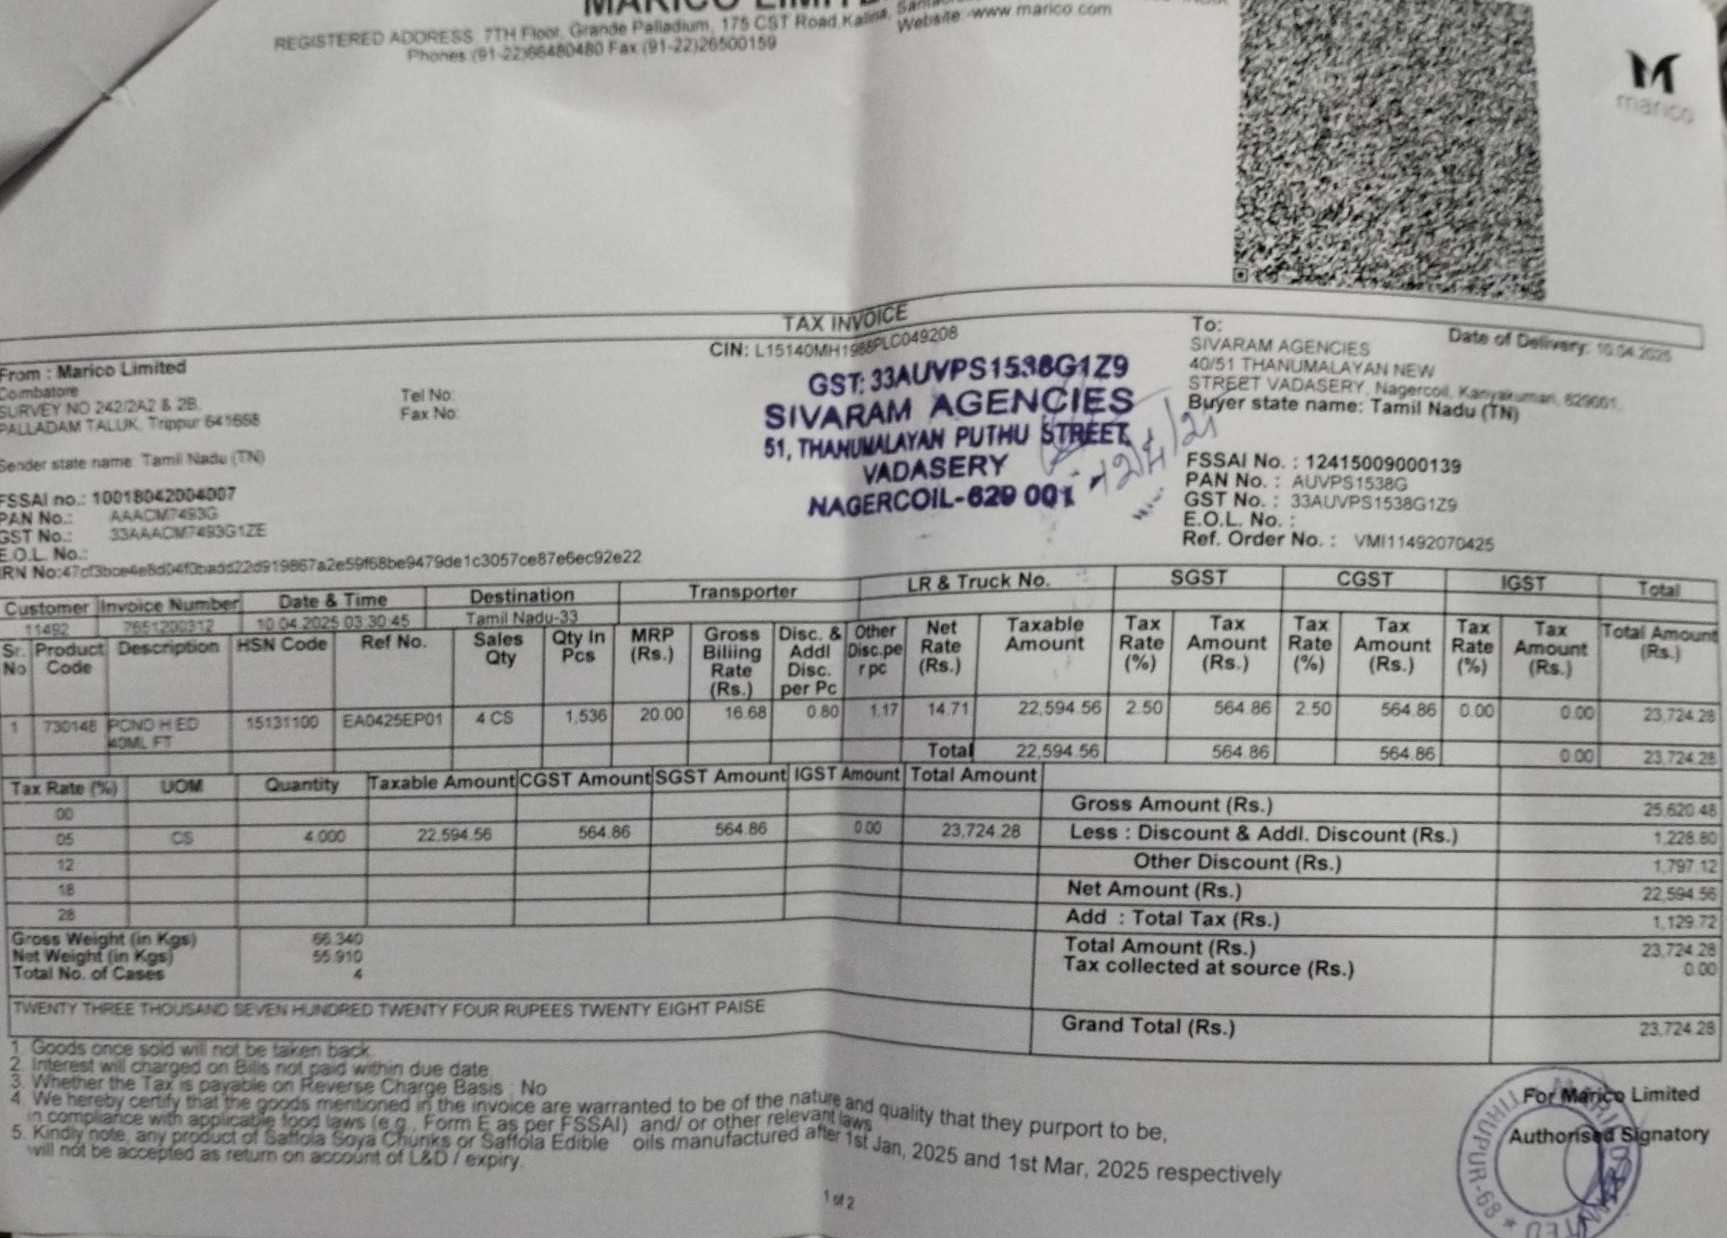 MARICO LIMITE
REGISTERED ADDRESS 7TH Floor, Grande Palladium, 175 CST Road, Kalina,
Website:-www marico.com
Phones (91-22)66480480 Fax (91-22)26500159
marico
TAX INVOICE
CIN: L15140MH1988PLC049208
From : Marico Limited
Coimbatore
SURVEY NO 242/2A2 & 2B,
PALLADAM TALUK, Trippur 641658
Tel No:
Fax No:
Sender state name: Tamil Nadu (TN)
FSSAI no.: 10018042004007
PAN No.: AAACM7493G
GST No.: 33AAACM7493G1ZE
E.O.L. No.:
GST: 33AUVPS1538G1Z9
SIVARAM AGENCIES
51, THANUMALAYAN PUTHU STREET,
VADASERY
NAGERCOIL-629 001
To:
Date of Delivery: 10.04.2025
SIVARAM AGENCIES
40/51 THANUMALAYAN NEW
STREET VADASERY, Nagercoil, Kanyakumari, 629001,
Buyer state name: Tamil Nadu (TN)
FSSAI No. : 12415009000139
PAN No. : AUVPS1538G
GST No. : 33AUVPS1538G1Z9
E.O.L. No. :
Ref. Order No. : VMI11492070425
Customer Invoice Number Date & Time Destination Transporter LR & Truck No. SGST CGST IGST Total
11492 7651200312 10.04.2025 03:30:45 Tamil Nadu-33
Sr. No Product Code Description HSN Code Ref No. Sales Qty Qty In Pcs MRP (Rs.) Gross Biliing Rate (Rs.) Disc. & Addl Disc. per Pc Other Disc.pe r pc Net Rate (Rs.) Taxable Amount Tax Rate (%) Tax Amount (Rs.) Tax Rate (%) Tax Amount (Rs.) Tax Rate (%) Tax Amount (Rs.) Total Amount (Rs.)
1 730148 PCNO H ED 40ML FT 15131100 EA0425EP01 4 CS 1,536 20.00 16.68 0.80 1.17 14.71 22,594.56 2.50 564.86 2.50 564.86 0.00 0.00 23,724.28
Total 22,594.56 564.86 564.86 0.00 23,724.28
Tax Rate (%) UOM Quantity Taxable Amount CGST Amount SGST Amount IGST Amount Total Amount
00
05 CS 4.000 22,594.56 564.86 564.86 0.00 23,724.28
12
18
28
Gross Amount (Rs.) 25,620.48
Less : Discount & Addl. Discount (Rs.) 1,228.80
Other Discount (Rs.) 1,797.12
Net Amount (Rs.) 22,594.56
Add : Total Tax (Rs.) 1,129.72
Total Amount (Rs.) 23,724.28
Tax collected at source (Rs.) 0.00
Gross Weight (in Kgs) 66.340
Net Weight (in Kgs) 55.910
Total No. of Cases 4
TWENTY THREE THOUSAND SEVEN HUNDRED TWENTY FOUR RUPEES TWENTY EIGHT PAISE
Grand Total (Rs.) 23,724.28
1. Goods once sold will not be taken back.
2. Interest will charged on Bills not paid within due date.
3. Whether the Tax is payable on Reverse Charge Basis : No
4. We hereby certify that the goods mentioned in the invoice are warranted to be of the nature and quality that they purport to be,
in compliance with applicable food laws (e.g., Form E as per FSSAI) and/ or other relevant laws
5. Kindly note, any product of Saffola Soya Chunks or Saffola Edible oils manufactured after 1st Jan, 2025 and 1st Mar, 2025 respectively
will not be accepted as return on account of L&D / expiry.
For Marico Limited
Authorised Signatory
1 of 2